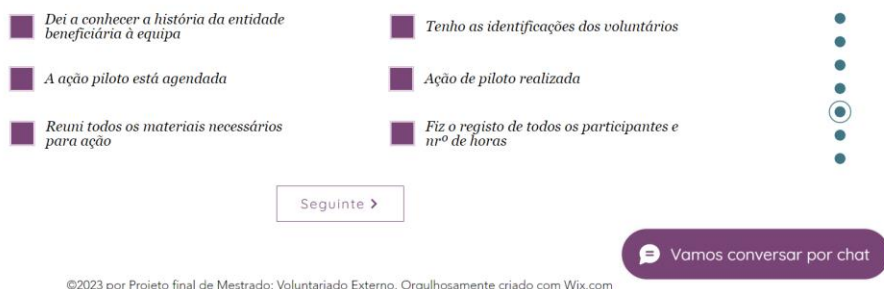 Dei a conhecer a história da entidade
beneficiária à equipa
Tenho as identificações dos voluntários
A ação piloto está agendada
Ação de piloto realizada
Reuni todos os materiais necessários
para ação
Fiz o registo de todos os participantes e
nrº de horas
Seguinte >
Vamos conversar por chat
©2023 por Projeto final de Mestrado: Voluntariado Externo. Orgulhosamente criado com Wix.com